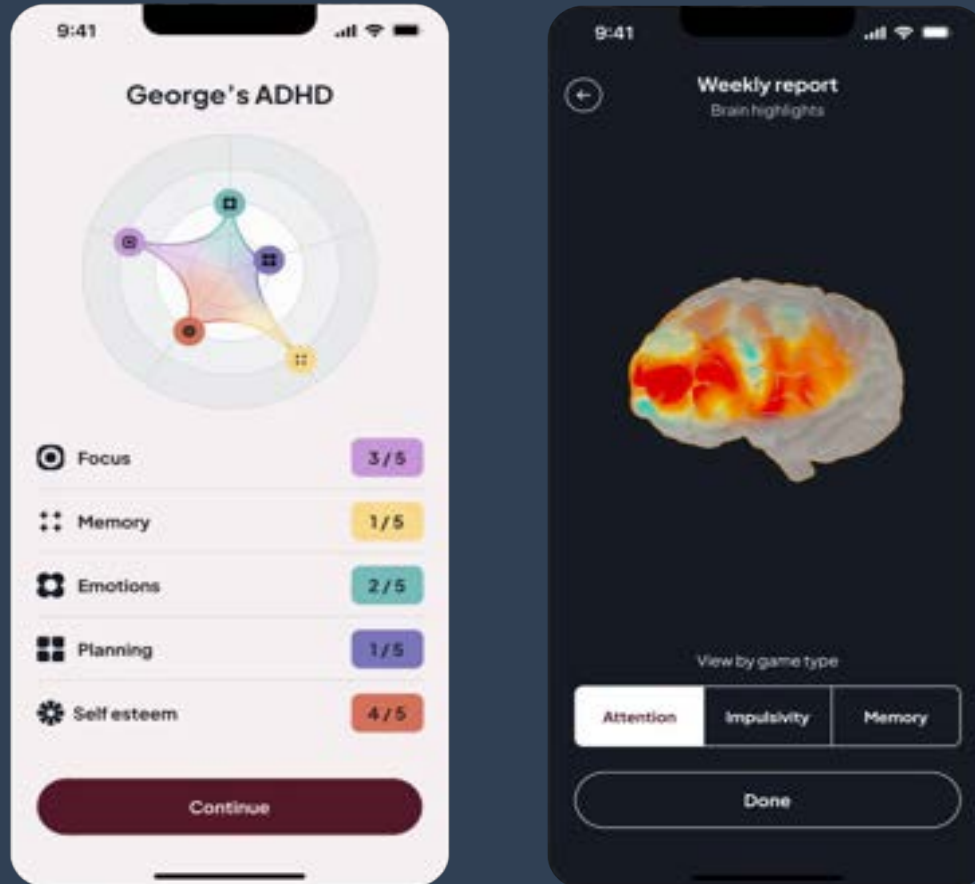 9:41
George's ADHD
Focus 3/5
Memory 1/5
Emotions 2/5
Planning 1/5
Self esteem 4/5
Continue
9:41
Weekly report
Brain highlights
View by game type
Attention Impulsivity Memory
Done